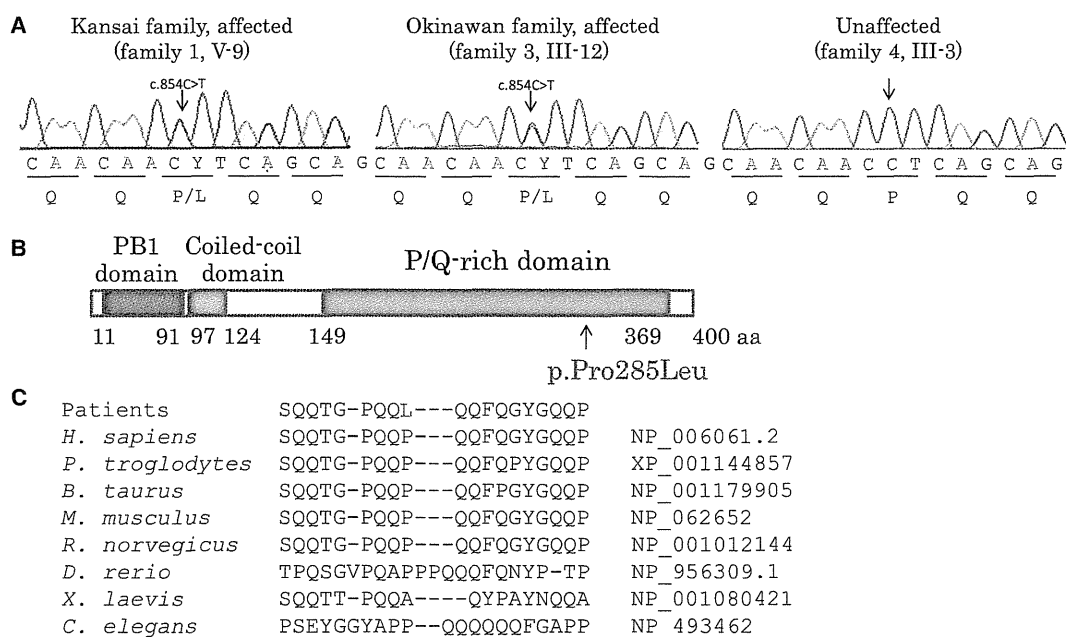 A
Kansai family, affected
(family 1, V-9)
Okinawan family, affected
(family 3, III-12)
Unaffected
(family 4, III-3)
c.854C>T
c.854C>T
C A A C A A C Y T C A G C A G C A A C A A C Y T C A G C A G C A A C A A C C T C A G C A G
Q Q P/L Q Q Q Q P/L Q Q Q Q P Q Q
B
PB1
domain
Coiled-coil
domain
P/Q-rich domain
11 91 97 124 149 369 400 aa
p.Pro285Leu
C
Patients SQQTG-PQQL---QQFQGYGQQP
H. sapiens SQQTG-PQQP---QQFQGYGQQP NP_006061.2
P. troglodytes SQQTG-PQQP---QQFQPYGQQP XP_001144857
B. taurus SQQTG-PQQP---QQFPGYGQQP NP_001179905
M. musculus SQQTG-PQQP---QQFQGYGQQP NP_062652
R. norvegicus SQQTG-PQQP---QQFQGYGQQP NP_001012144
D. rerio TPQSGVPQAPPPQQQFQNYP-TP NP_956309.1
X. laevis SQQTT-PQQA----QYPAYNQQA NP_001080421
C. elegans PSEYGGYAPP--QQQQQQFGAPP NP_493462